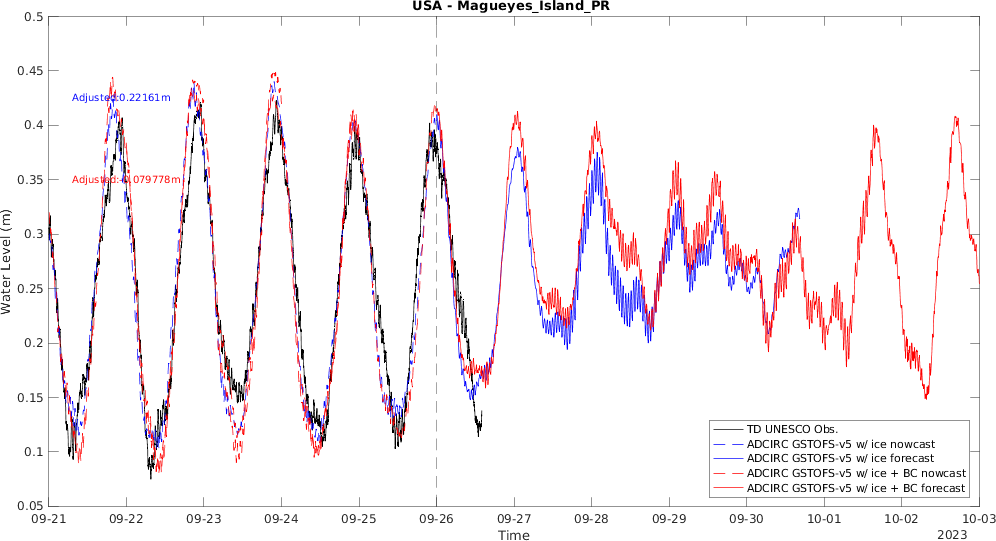 USA - Magueyes_Island_PR
0.5
0.45
0.4
0.35
0.3
0.25
0.2
0.15
0.1
0.05
Water Level (m)
Adjusted:0.22161m
Adjusted:-0.079778m
TD UNESCO Obs.
ADCIRC GSTOFS-v5 w/ ice nowcast
ADCIRC GSTOFS-v5 w/ ice forecast
ADCIRC GSTOFS-v5 w/ ice + BC nowcast
ADCIRC GSTOFS-v5 w/ ice + BC forecast
09-21 09-22 09-23 09-24 09-25 09-26 09-27 09-28 09-29 09-30 10-01 10-02 10-03
Time
2023